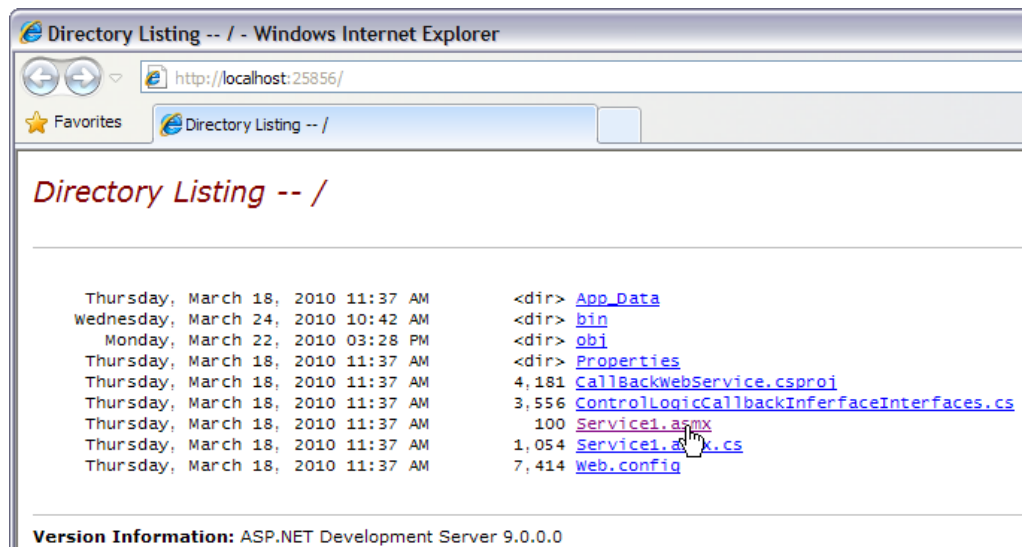 Directory Listing -- / - Windows Internet Explorer
http://localhost:25856/
Favorites
Directory Listing -- /
Directory Listing -- /
Thursday, March 18, 2010 11:37 AM <dir> App_Data
Wednesday, March 24, 2010 10:42 AM <dir> bin
Monday, March 22, 2010 03:28 PM <dir> obj
Thursday, March 18, 2010 11:37 AM <dir> Properties
Thursday, March 18, 2010 11:37 AM 4,181 CallBackWebService.csproj
Thursday, March 18, 2010 11:37 AM 3,556 ControlLogicCallbackInferfaceInterfaces.cs
Thursday, March 18, 2010 11:37 AM 100 Service1.asmx
Thursday, March 18, 2010 11:37 AM 1,054 Service1.asmx.cs
Thursday, March 18, 2010 11:37 AM 7,414 Web.config
Version Information: ASP.NET Development Server 9.0.0.0